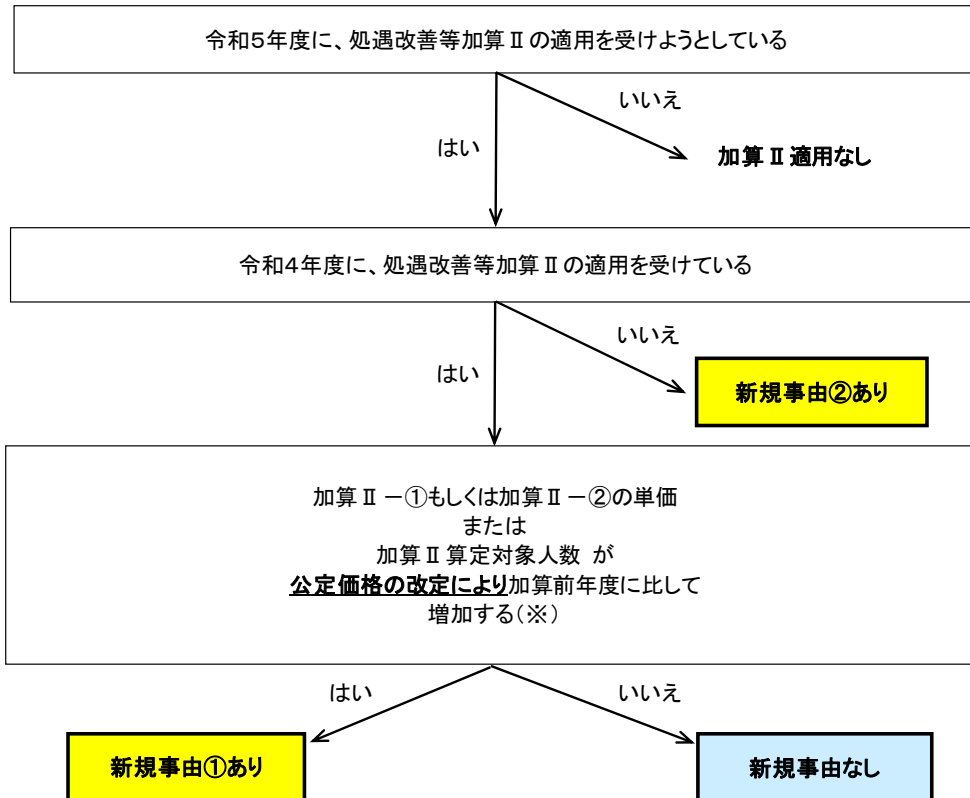 令和５年度に、処遇改善等加算Ⅱの適用を受けようとしている
いいえ
はい
加算Ⅱ適用なし
令和４年度に、処遇改善等加算Ⅱの適用を受けている
いいえ
はい
新規事由②あり
加算Ⅱ－①もしくは加算Ⅱ－②の単価
または
加算Ⅱ算定対象人数 が
公定価格の改定により加算前年度に比して
増加する(※)
はい
いいえ
新規事由①あり
新規事由なし